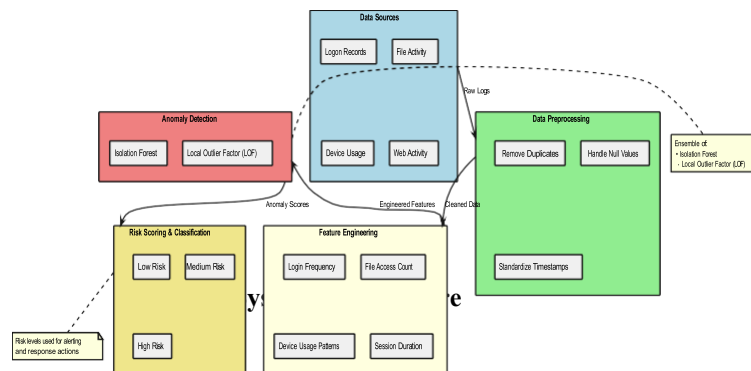 Data Sources
Logon Records
File Activity
Device Usage
Web Activity
Raw Logs
Anomaly Detection
Isolation Forest
Local Outlier Factor (LOF)
Data Preprocessing
Remove Duplicates
Handle Null Values
Standardize Timestamps
Ensemble of:
• Isolation Forest
- Local Outlier Factor (LOF)
Anomaly Scores
Engineered Features
Cleaned Data
Risk Scoring & Classification
Low Risk
Medium Risk
High Risk
Feature Engineering
Login Frequency
File Access Count
Device Usage Patterns
Session Duration
Risk levels used for alerting
and response actions